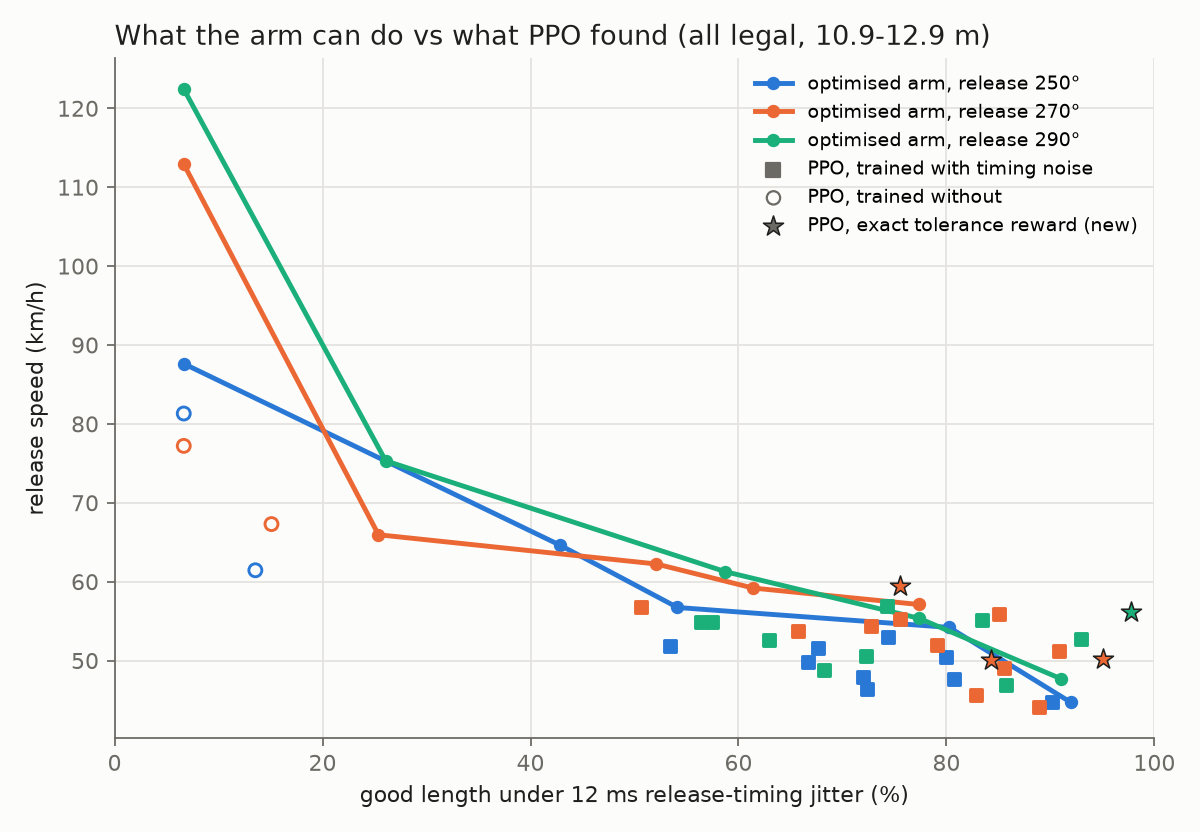 What the arm can do vs what PPO found (all legal, 10.9-12.9 m)
optimised arm, release 250°
optimised arm, release 270°
optimised arm, release 290°
PPO, trained with timing noise
PPO, trained without
PPO, exact tolerance reward (new)
release speed (km/h)
120
110
100
90
80
70
60
50
0 20 40 60 80 100
good length under 12 ms release-timing jitter (%)